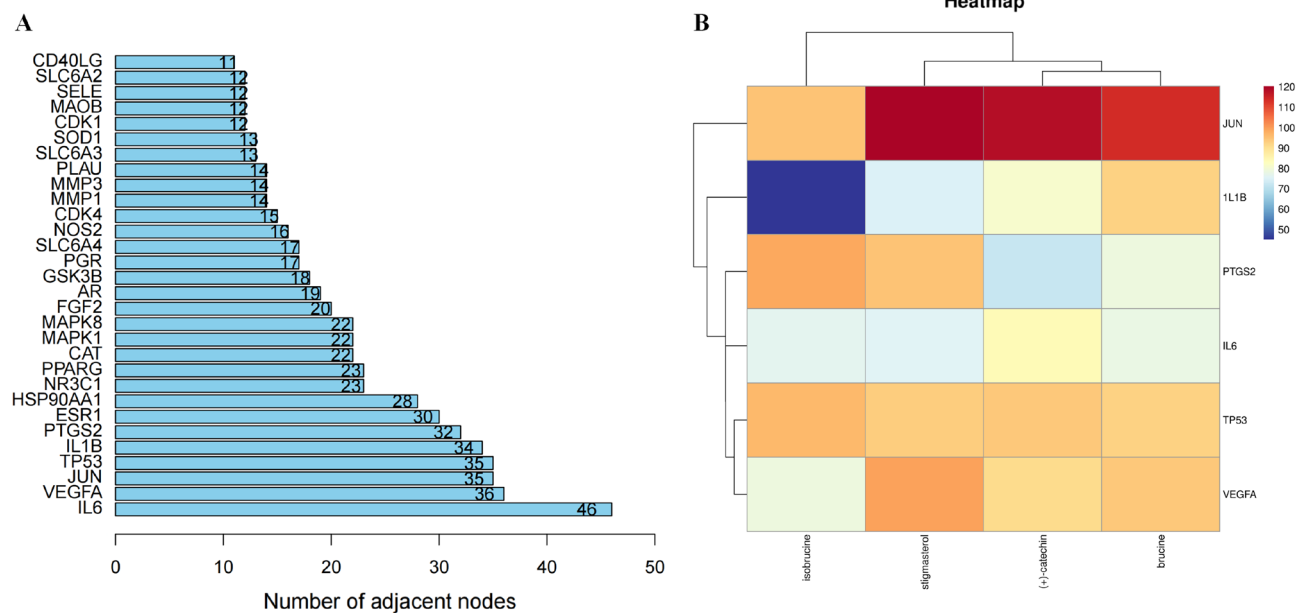 A
CD40LG 11
SLC6A2 12
SELE 12
MAOB 12
CDK1 12
SOD1 13
SLC6A3 13
PLAU 14
MMP3 14
MMP1 14
CDK4 15
NOS2 16
SLC6A4 17
PGR 17
GSK3B 18
AR 19
FGF2 20
MAPK8 22
MAPK1 22
CAT 22
PPARG 23
NR3C1 23
HSP90AA1 28
ESR1 30
PTGS2 32
IL1B 34
TP53 35
JUN 35
VEGFA 36
IL6 46
0 10 20 30 40 50
Number of adjacent nodes
B
Heatmap
JUN
1L1B
PTGS2
IL6
TP53
VEGFA
isobrucine
stigmasterol
(+)-catechin
brucine
120
110
100
90
80
70
60
50